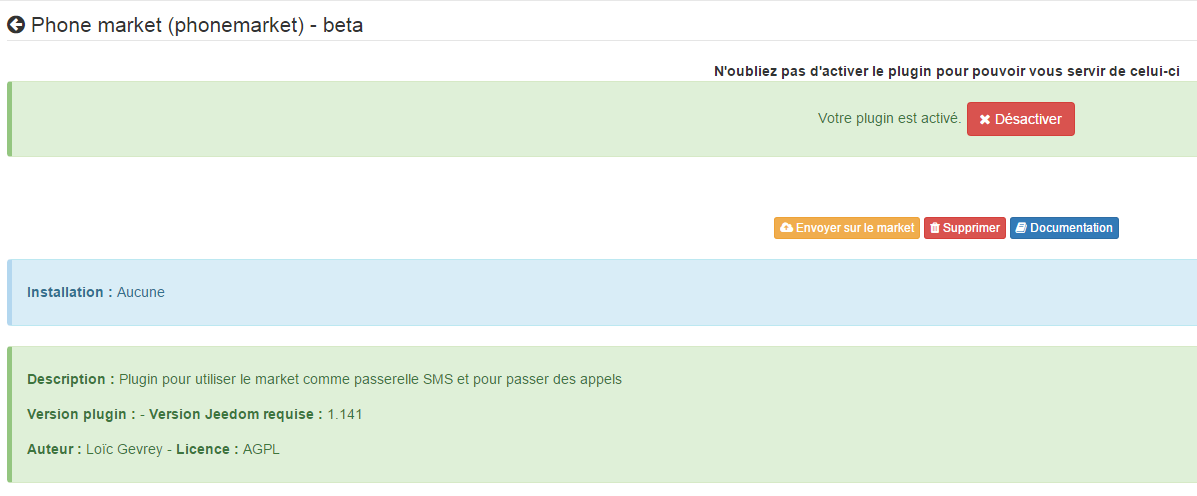 Phone market (phonemarket) - beta
N'oubliez pas d'activer le plugin pour pouvoir vous servir de celui-ci
Votre plugin est activé. Désactiver
Envoyer sur le market Supprimer Documentation
Installation : Aucune
Description : Plugin pour utiliser le market comme passerelle SMS et pour passer des appels
Version plugin : - Version Jeedom requise : 1.141
Auteur : Loïc Gevrey - Licence : AGPL